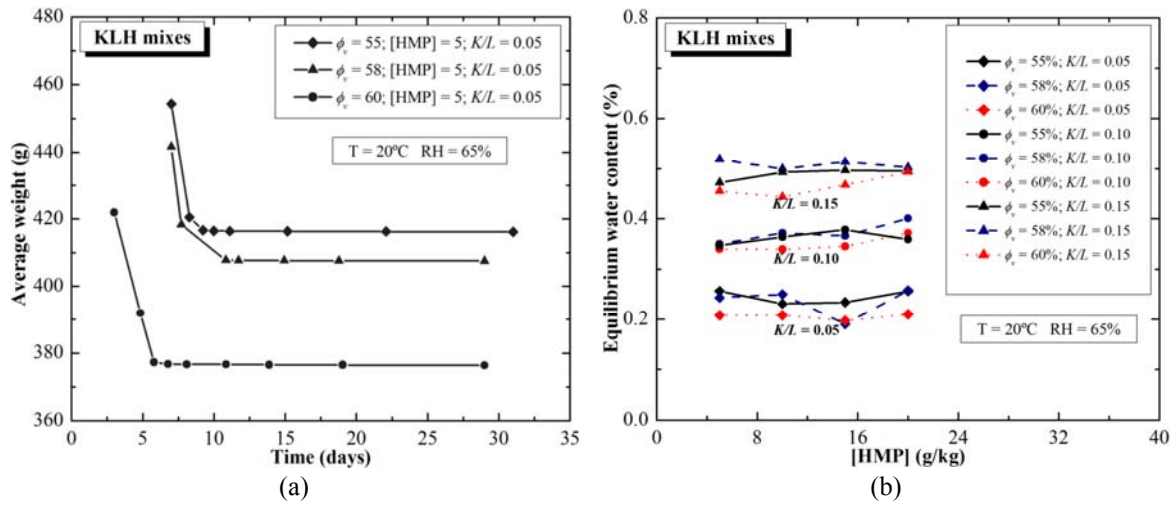 KLH mixes
ϕv = 55; [HMP] = 5; K/L = 0.05
ϕv = 58; [HMP] = 5; K/L = 0.05
ϕv = 60; [HMP] = 5; K/L = 0.05
T = 20ºC RH = 65%
480
460
440
420
400
380
360
Average weight (g)
0 5 10 15 20 25 30 35
Time (days)
(a)
KLH mixes
ϕv = 55%; K/L = 0.05
ϕv = 58%; K/L = 0.05
ϕv = 60%; K/L = 0.05
ϕv = 55%; K/L = 0.10
ϕv = 58%; K/L = 0.10
ϕv = 60%; K/L = 0.10
ϕv = 55%; K/L = 0.15
ϕv = 58%; K/L = 0.15
ϕv = 60%; K/L = 0.15
K/L = 0.15
K/L = 0.10
K/L = 0.05
T = 20ºC RH = 65%
0.8
0.6
0.4
0.2
0.0
Equilibrium water content (%)
0 8 16 24 32 40
[HMP] (g/kg)
(b)